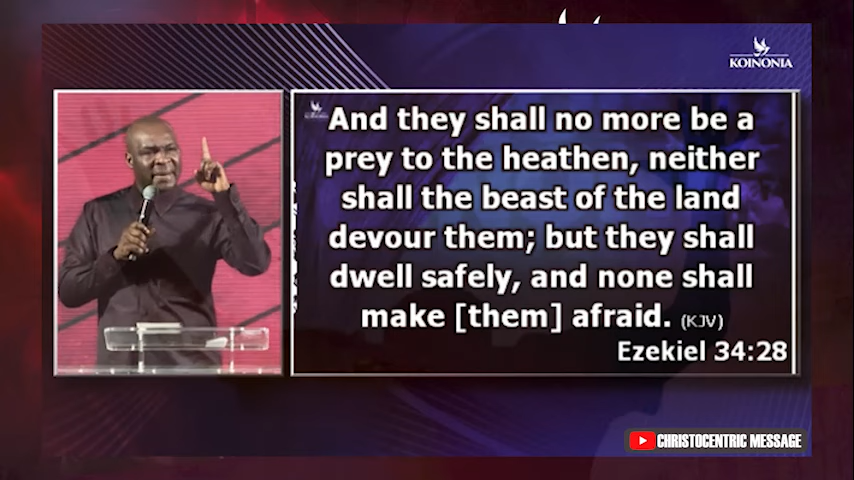 KOINONIA
And they shall no more be a
prey to the heathen, neither
shall the beast of the land
devour them; but they shall
dwell safely, and none shall
make [them] afraid. (KJV)
Ezekiel 34:28
CHRISTOCENTRIC MESSAGE